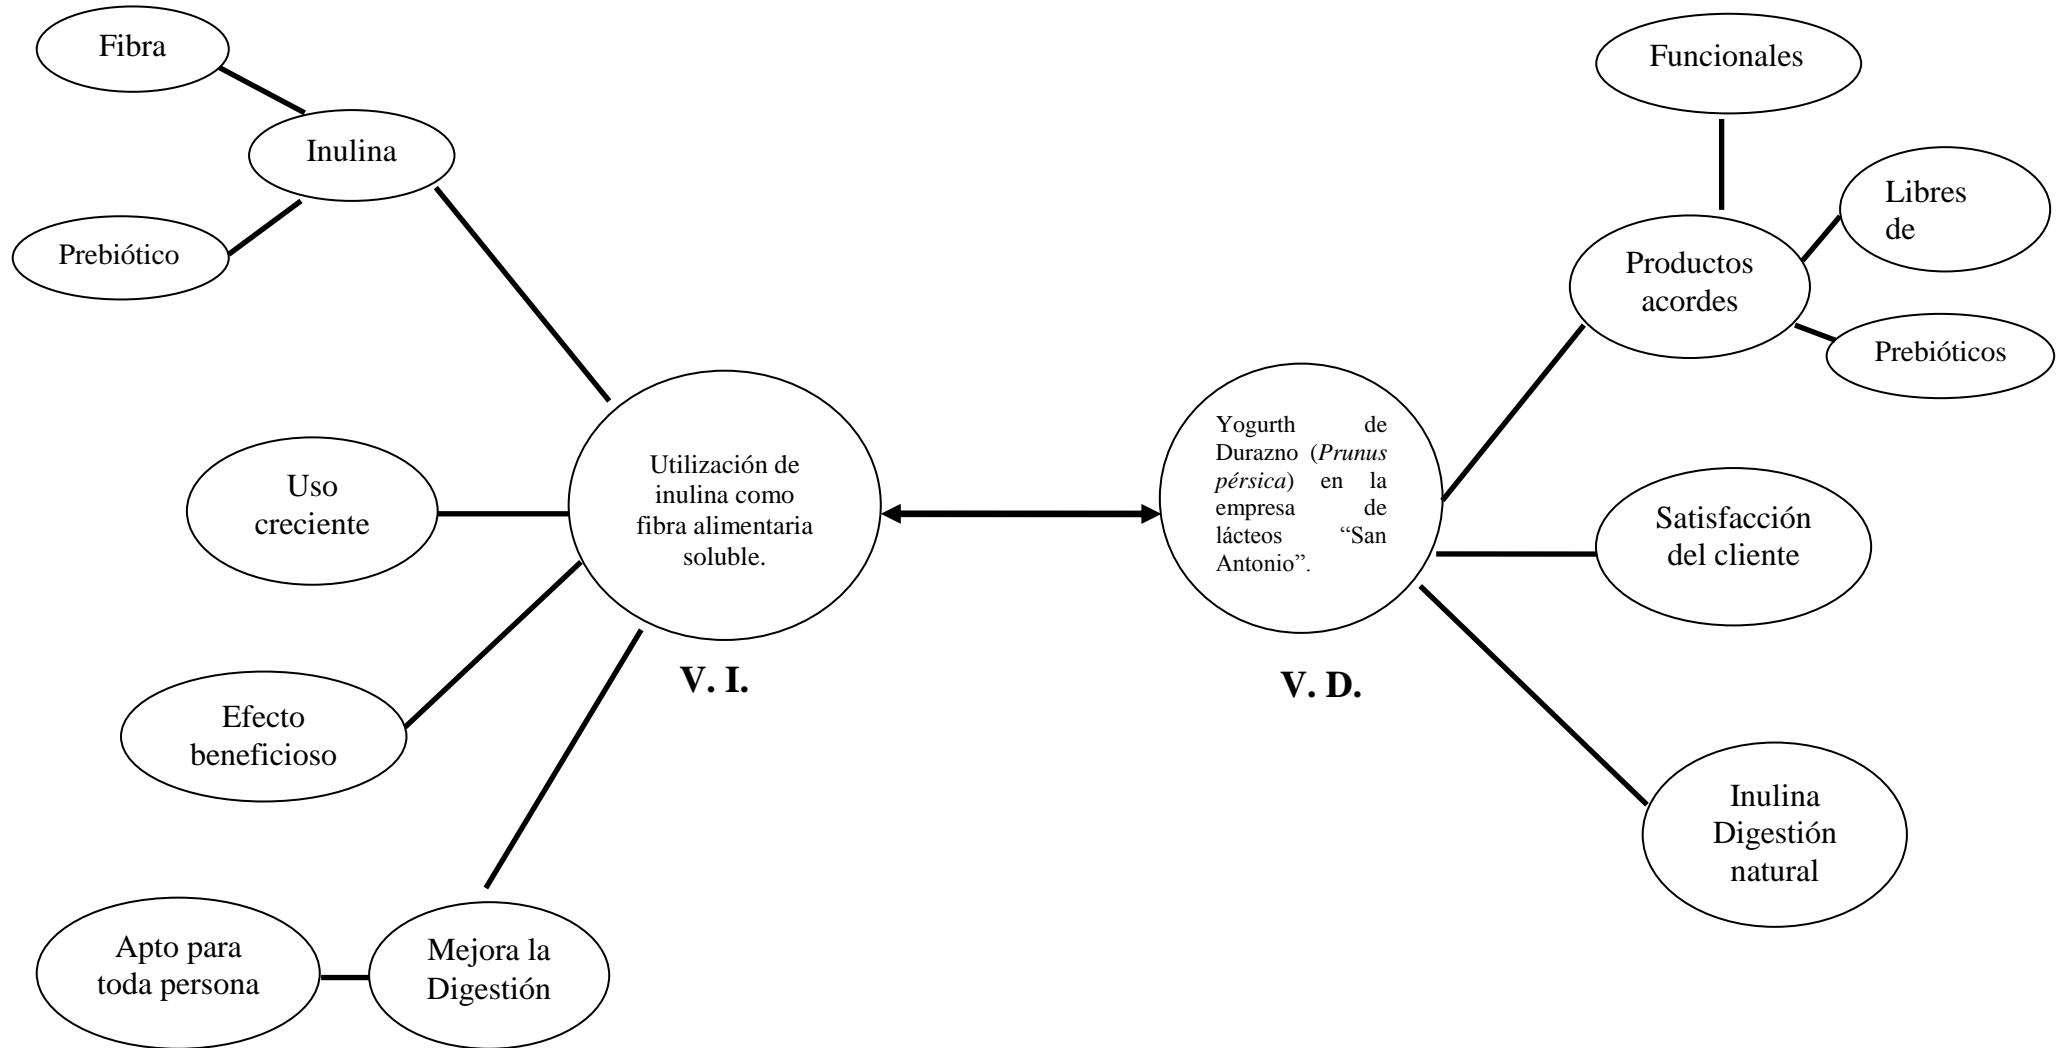 Fibra
Inulina
Prebiótico
Uso
creciente
Efecto
beneficioso
Apto para
toda persona
Mejora la
Digestión
Utilización de
inulina como
fibra alimentaria
soluble.
V. I.
Yogurth de
Durazno (Prunus
pérsica) en la
empresa de
lácteos “San
Antonio”.
V. D.
Funcionales
Productos
acordes
Libres
de
Prebióticos
Satisfacción
del cliente
Inulina
Digestión
natural